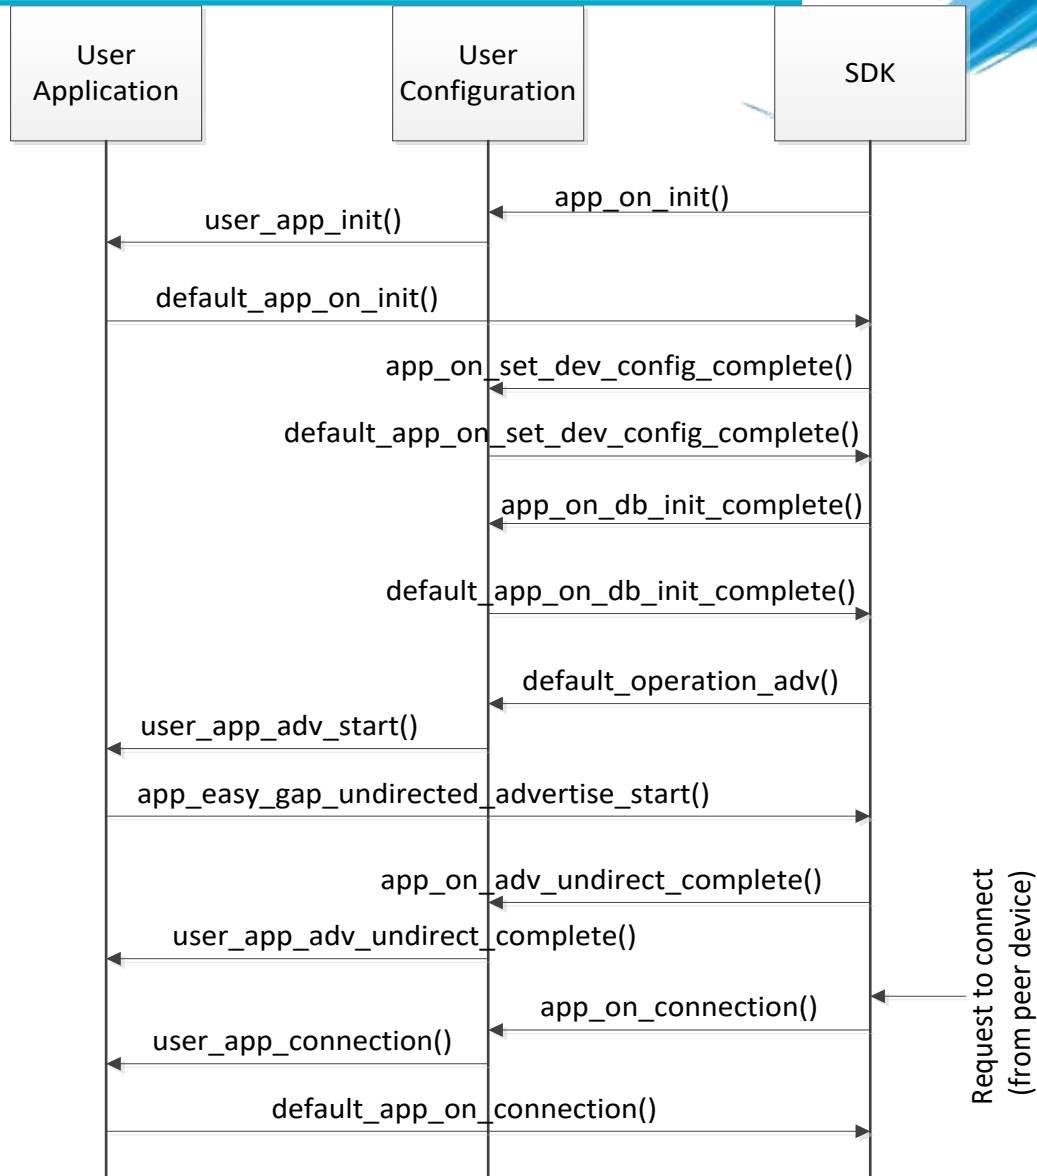 User
Application
User
Configuration
SDK
app_on_init()
user_app_init()
default_app_on_init()
app_on_set_dev_config_complete()
default_app_on_set_dev_config_complete()
app_on_db_init_complete()
default_app_on_db_init_complete()
default_operation_adv()
user_app_adv_start()
app_easy_gap_undirected_advertise_start()
app_on_adv_undirect_complete()
user_app_adv_undirect_complete()
Request to connect
(from peer device)
app_on_connection()
user_app_connection()
default_app_on_connection()